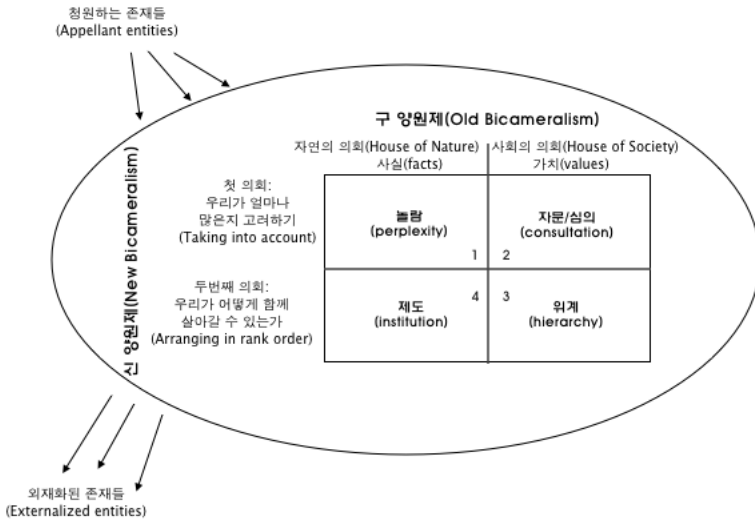 청원하는 존재들
(Appellant entities)
구 양원제(Old Bicameralism)
자연의 의회(House of Nature)
사실(facts)
사회의 의회(House of Society)
가치(values)
신 양원제(New Bicameralism)
첫 의회:
우리가 얼마나
많은지 고려하기
(Taking into account)
놀람
(perplexity)
1
자문/심의
(consultation)
2
두번째 의회:
우리가 어떻게 함께
살아갈 수 있는가
(Arranging in rank order)
제도
(institution)
4
위계
(hierarchy)
3
외재화된 존재들
(Externalized entities)